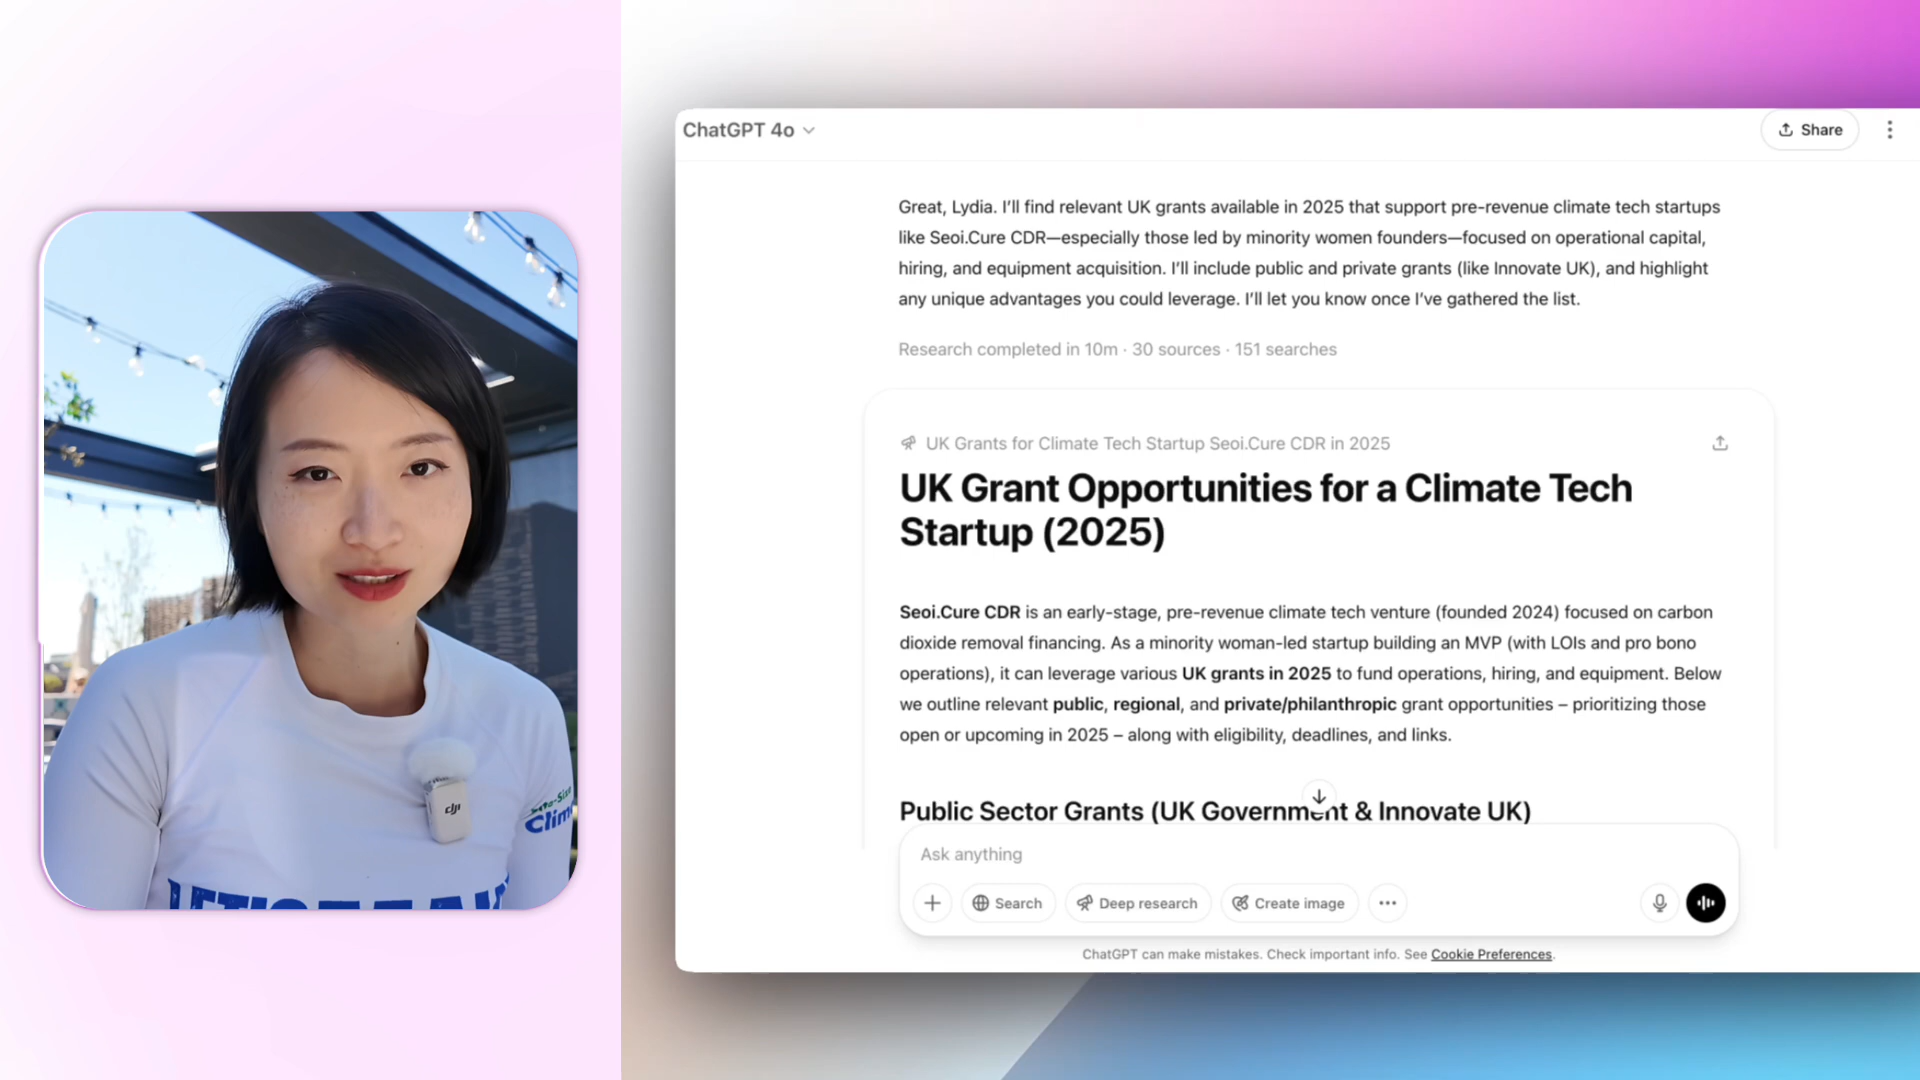 ChatGPT 4o
Share
Great, Lydia. I'll find relevant UK grants available in 2025 that support pre-revenue climate tech startups
like Seoi.Cure CDR—especially those led by minority women founders—focused on operational capital,
hiring, and equipment acquisition. I'll include public and private grants (like Innovate UK), and highlight
any unique advantages you could leverage. I'll let you know once I've gathered the list.
Research completed in 10m · 30 sources · 151 searches
UK Grants for Climate Tech Startup Seoi.Cure CDR in 2025
UK Grant Opportunities for a Climate Tech
Startup (2025)
Seoi.Cure CDR is an early-stage, pre-revenue climate tech venture (founded 2024) focused on carbon
dioxide removal financing. As a minority woman-led startup building an MVP (with LOIs and pro bono
operations), it can leverage various UK grants in 2025 to fund operations, hiring, and equipment. Below
we outline relevant public, regional, and private/philanthropic grant opportunities – prioritizing those
open or upcoming in 2025 – along with eligibility, deadlines, and links.
Public Sector Grants (UK Government & Innovate UK)
Ask anything
Search
Deep research
Create image
ChatGPT can make mistakes. Check important info. See Cookie Preferences.
dji